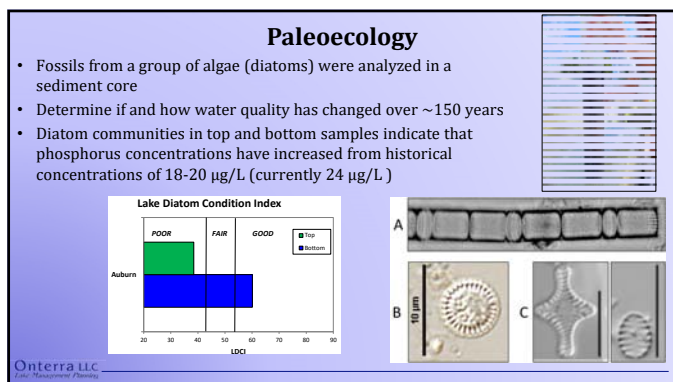 Paleoecology
• Fossils from a group of algae (diatoms) were analyzed in a
sediment core
• Determine if and how water quality has changed over ~150 years
• Diatom communities in top and bottom samples indicate that
phosphorus concentrations have increased from historical
concentrations of 18-20 µg/L (currently 24 µg/L )
Lake Diatom Condition Index
POOR FAIR GOOD
Top
Bottom
Auburn
20 30 40 50 60 70 80 90
LDCI
A
B
10 µm
C
Onterra LLC
Lake Management Planning